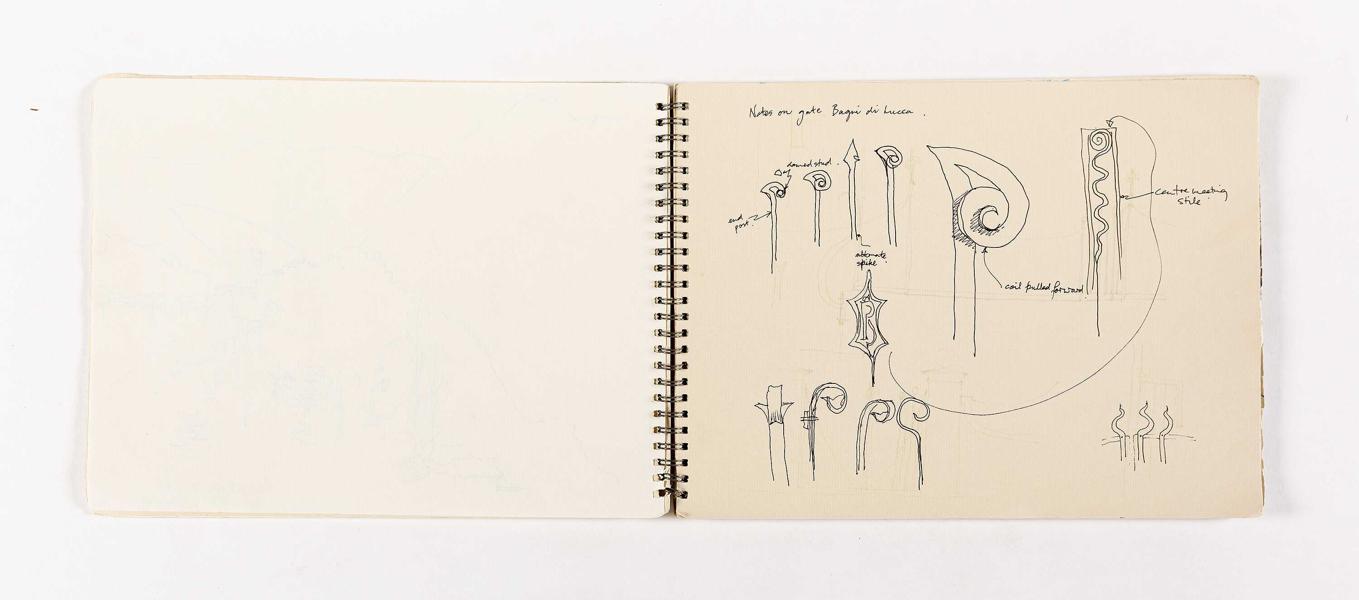 Notes on gate Bagni di Lucca .
domed stud .
end
post.
alternate
spike
centre meeting
stile
coil pulled forward